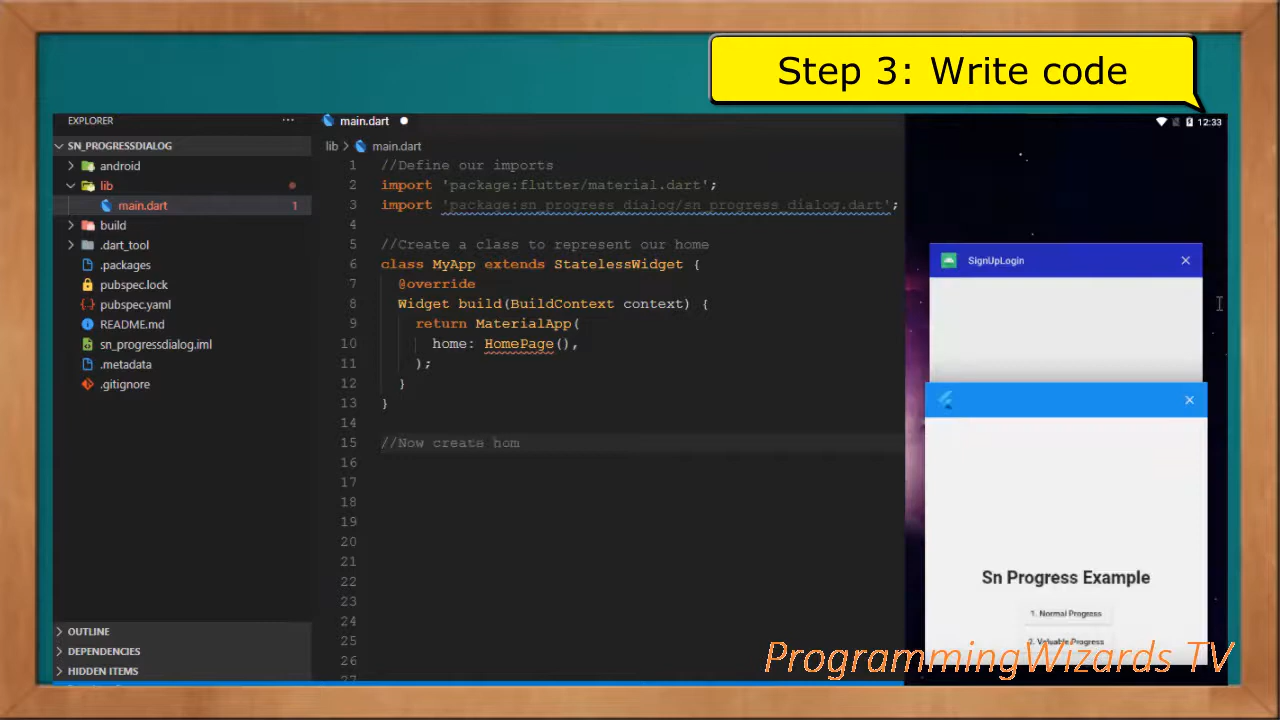 Step 3: Write code
EXPLORER
SN_PROGRESSDIALOG
android
lib
main.dart 1
build
.dart_tool
.packages
pubspec.lock
pubspec.yaml
README.md
sn_progressdialog.iml
.metadata
.gitignore
OUTLINE
DEPENDENCIES
HIDDEN ITEMS
main.dart
lib > main.dart
1 //Define our imports
2 import 'package:flutter/material.dart';
3 import 'package:sn_progress_dialog/sn_progress_dialog.dart';
4
5 //Create a class to represent our home
6 class MyApp extends StatelessWidget {
7 @override
8 Widget build(BuildContext context) {
9 return MaterialApp(
10 home: HomePage(),
11 );
12 }
13 }
14
15 //Now create hom
16
17
18
19
20
21
22
23
24
25
26
27
12:33
SignUpLogin
Sn Progress Example
1. Normal Progress
2. Valuable Progress
ProgrammingWizards TV